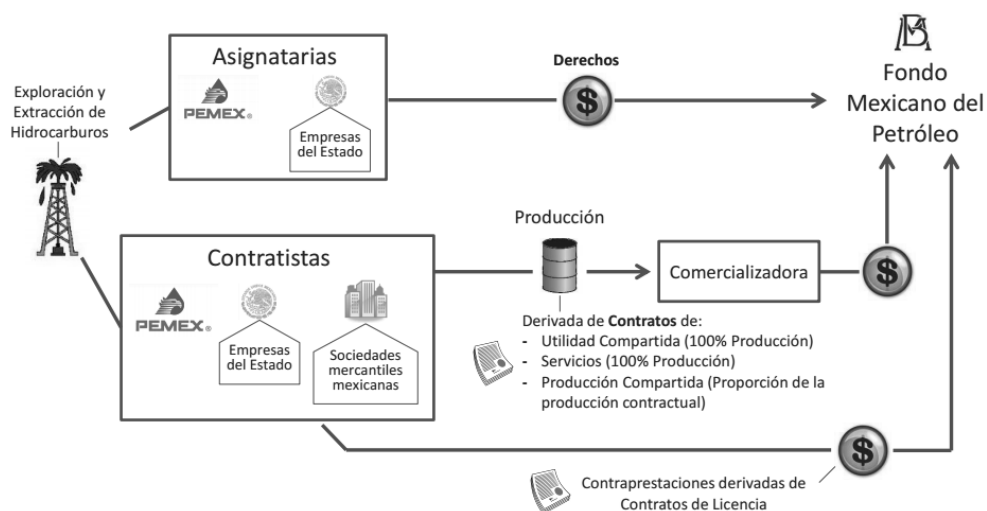 Exploración y
Extracción de
Hidrocarburos
Asignatarias
PEMEX®
Empresas
del Estado
Derechos
$
BM
Fondo
Mexicano del
Petróleo
Contratistas
PEMEX®
Empresas
del Estado
Sociedades
mercantiles
mexicanas
Producción
Comercializadora
$
Derivada de Contratos de:
- Utilidad Compartida (100% Producción)
- Servicios (100% Producción)
- Producción Compartida (Proporción de la
producción contractual)
$
Contraprestaciones derivadas de
Contratos de Licencia